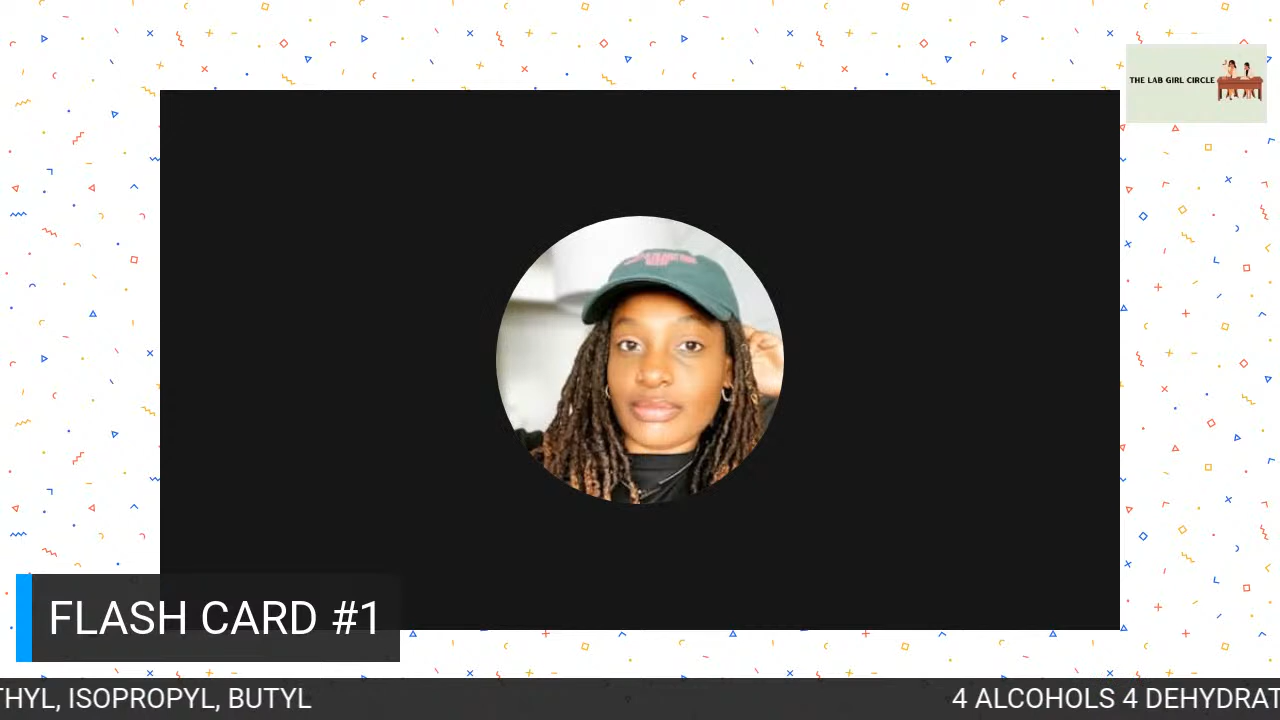 THE LAB GIRL CIRCLE
FLASH CARD #1
THYL, ISOPROPYL, BUTYL
4 ALCOHOLS 4 DEHYDRAT